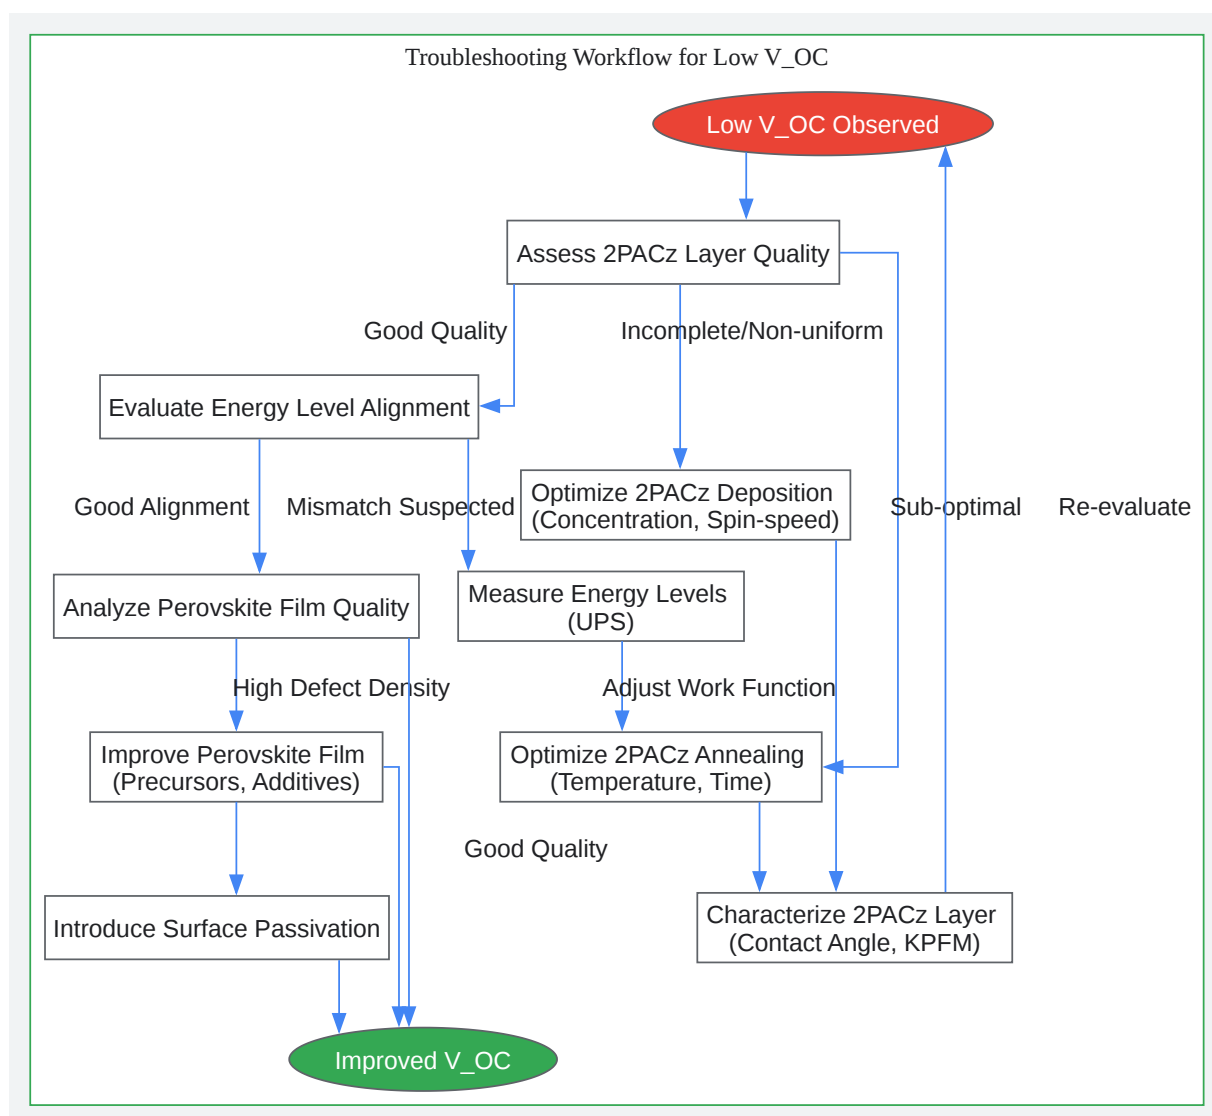 Troubleshooting Workflow for Low V_OC
Low V_OC Observed
Assess 2PACz Layer Quality
Good Quality
Incomplete/Non-uniform
Evaluate Energy Level Alignment
Good Alignment
Mismatch Suspected
Optimize 2PACz Deposition
(Concentration, Spin-speed)
Sub-optimal
Re-evaluate
Analyze Perovskite Film Quality
Measure Energy Levels
(UPS)
High Defect Density
Adjust Work Function
Improve Perovskite Film
(Precursors, Additives)
Optimize 2PACz Annealing
(Temperature, Time)
Good Quality
Introduce Surface Passivation
Characterize 2PACz Layer
(Contact Angle, KPFM)
Improved V_OC